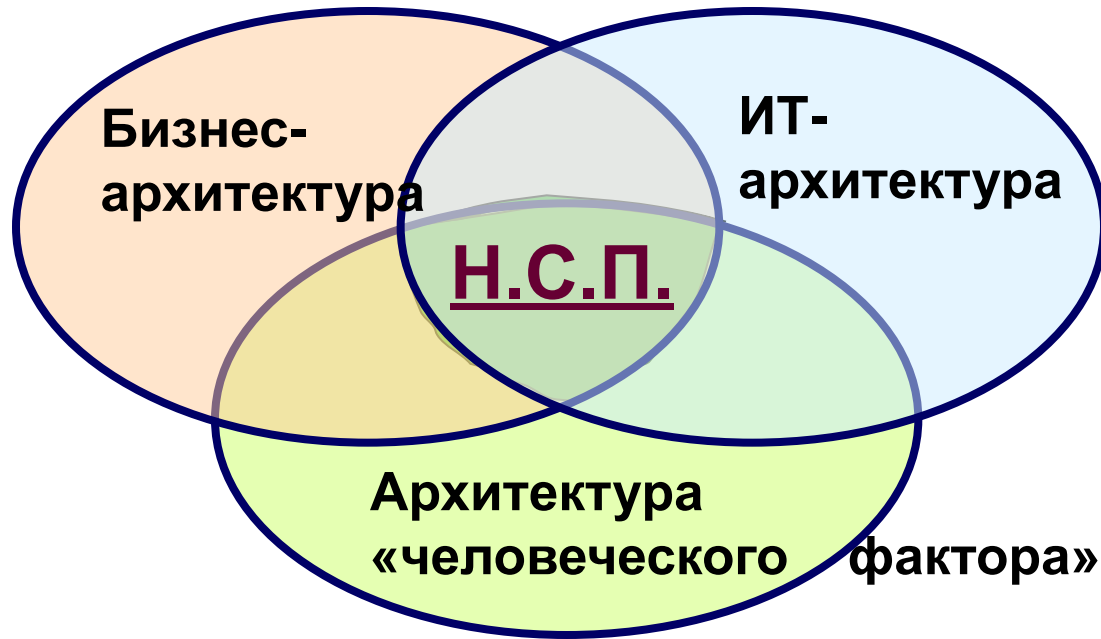 Бизнес-
архитектура
ИТ-
архитектура
Н.С.П.
Архитектура
«человеческого фактора»